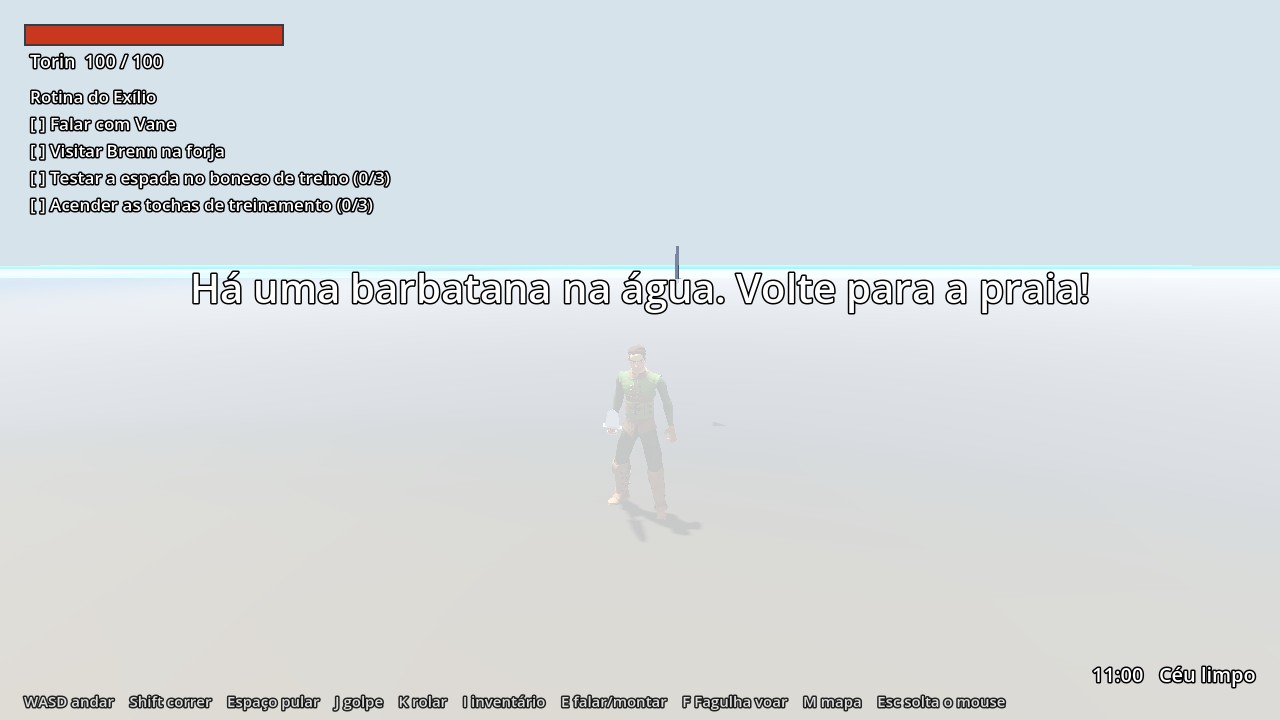 Torin 100 / 100
Rotina do Exílio
[ ] Falar com Vane
[ ] Visitar Brenn na forja
[ ] Testar a espada no boneco de treino (0/3)
[ ] Acender as tochas de treinamento (0/3)
Há uma barbatana na água. Volte para a praia!
11:00 Céu limpo
WASD andar Shift correr Espaço pular J golpe K rolar I inventário E falar/montar F Fagulha voar M mapa Esc solta o mouse